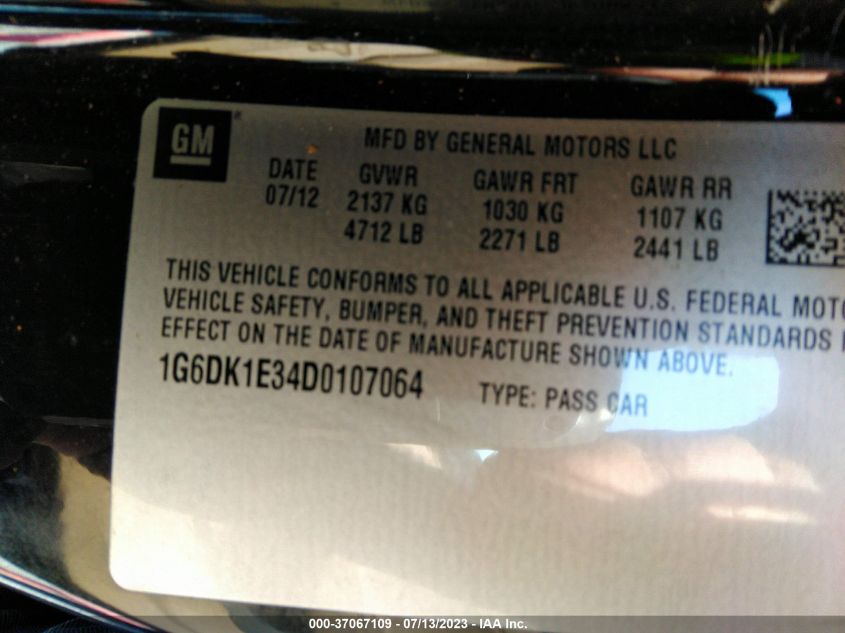 GM
MFD BY GENERAL MOTORS LLC
DATE GVWR GAWR FRT GAWR RR
07/12 2137 KG 1030 KG 1107 KG
4712 LB 2271 LB 2441 LB
THIS VEHICLE CONFORMS TO ALL APPLICABLE U.S. FEDERAL MOTO
VEHICLE SAFETY, BUMPER, AND THEFT PREVENTION STANDARDS
EFFECT ON THE DATE OF MANUFACTURE SHOWN ABOVE.
1G6DK1E34D0107064 TYPE: PASS CAR
000-37067109 - 07/13/2023 - IAA Inc.